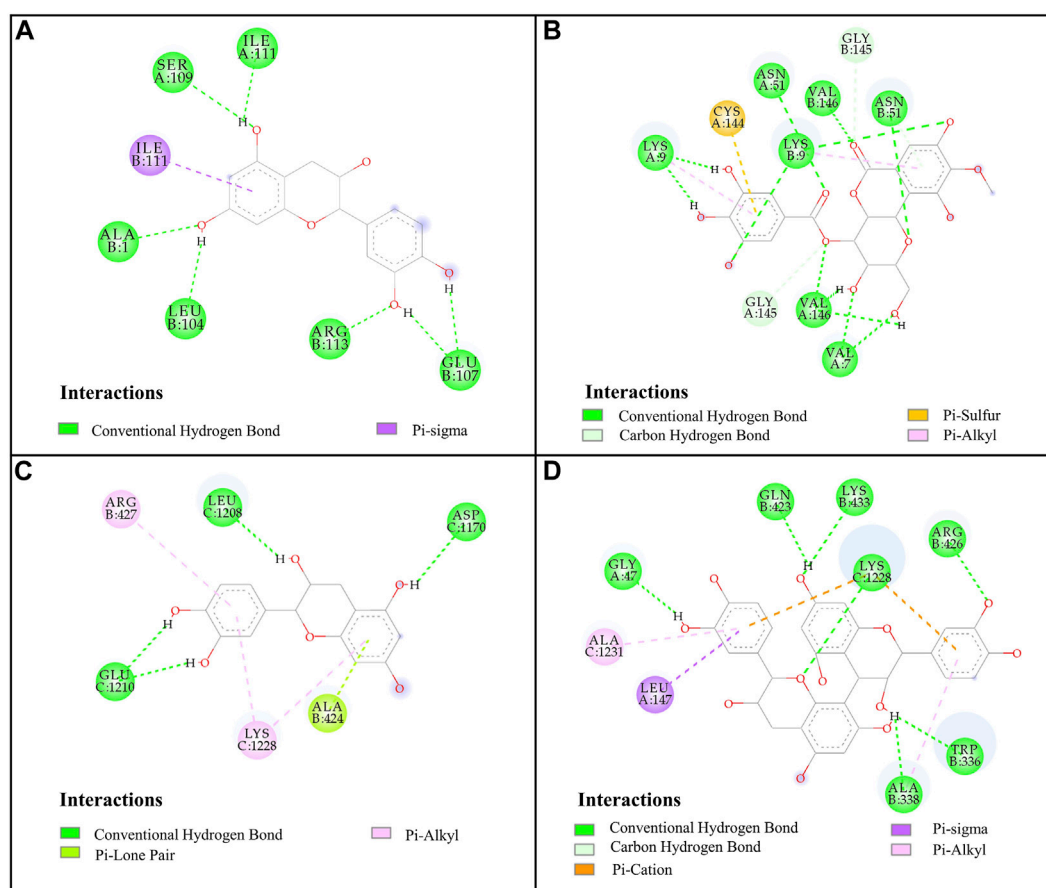 A
ILE
A:111
SER
A:109
H
O
O
ILE
B:111
O
H
O
ALA
B:1
O
H
LEU
B:104
O
H
ARG
B:113
GLU
B:107
Interactions
Conventional Hydrogen Bond
Pi-sigma
B
GLY
B:145
ASN
A:51
VAL
B:146
ASN
B:51
CYS
A:144
LYS
A:9
LYS
B:9
O
O
H
O
O
O
O
O
H
O
O
O
O
O
GLY
A:145
VAL
A:146
H
O
O
H
VAL
A:7
Interactions
Conventional Hydrogen Bond
Pi-Sulfur
Carbon Hydrogen Bond
Pi-Alkyl
C
ARG
B:427
LEU
C:1208
ASP
C:1170
H
O
O
H
O
H
O
H
O
O
GLU
C:1210
LYS
C:1228
ALA
B:424
Interactions
Conventional Hydrogen Bond
Pi-Alkyl
Pi-Lone Pair
D
GLN
B:423
LYS
B:433
ARG
B:426
GLY
A:47
LYS
C:1228
H
O
O
O
H
O
O
O
ALA
C:1231
LEU
A:147
O
O
O
O
H
O
O
O
TRP
B:336
ALA
B:338
Interactions
Conventional Hydrogen Bond
Pi-sigma
Carbon Hydrogen Bond
Pi-Alkyl
Pi-Cation